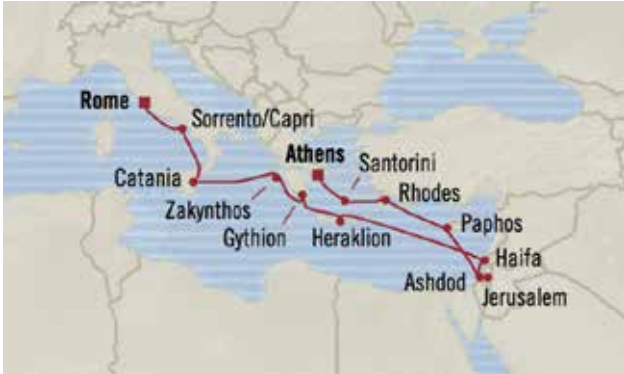 Rome
Sorrento/Capri
Athens
Santorini
Catania
Rhodes
Zakynthos
Paphos
Gythion
Heraklion
Haifa
Ashdod
Jerusalem